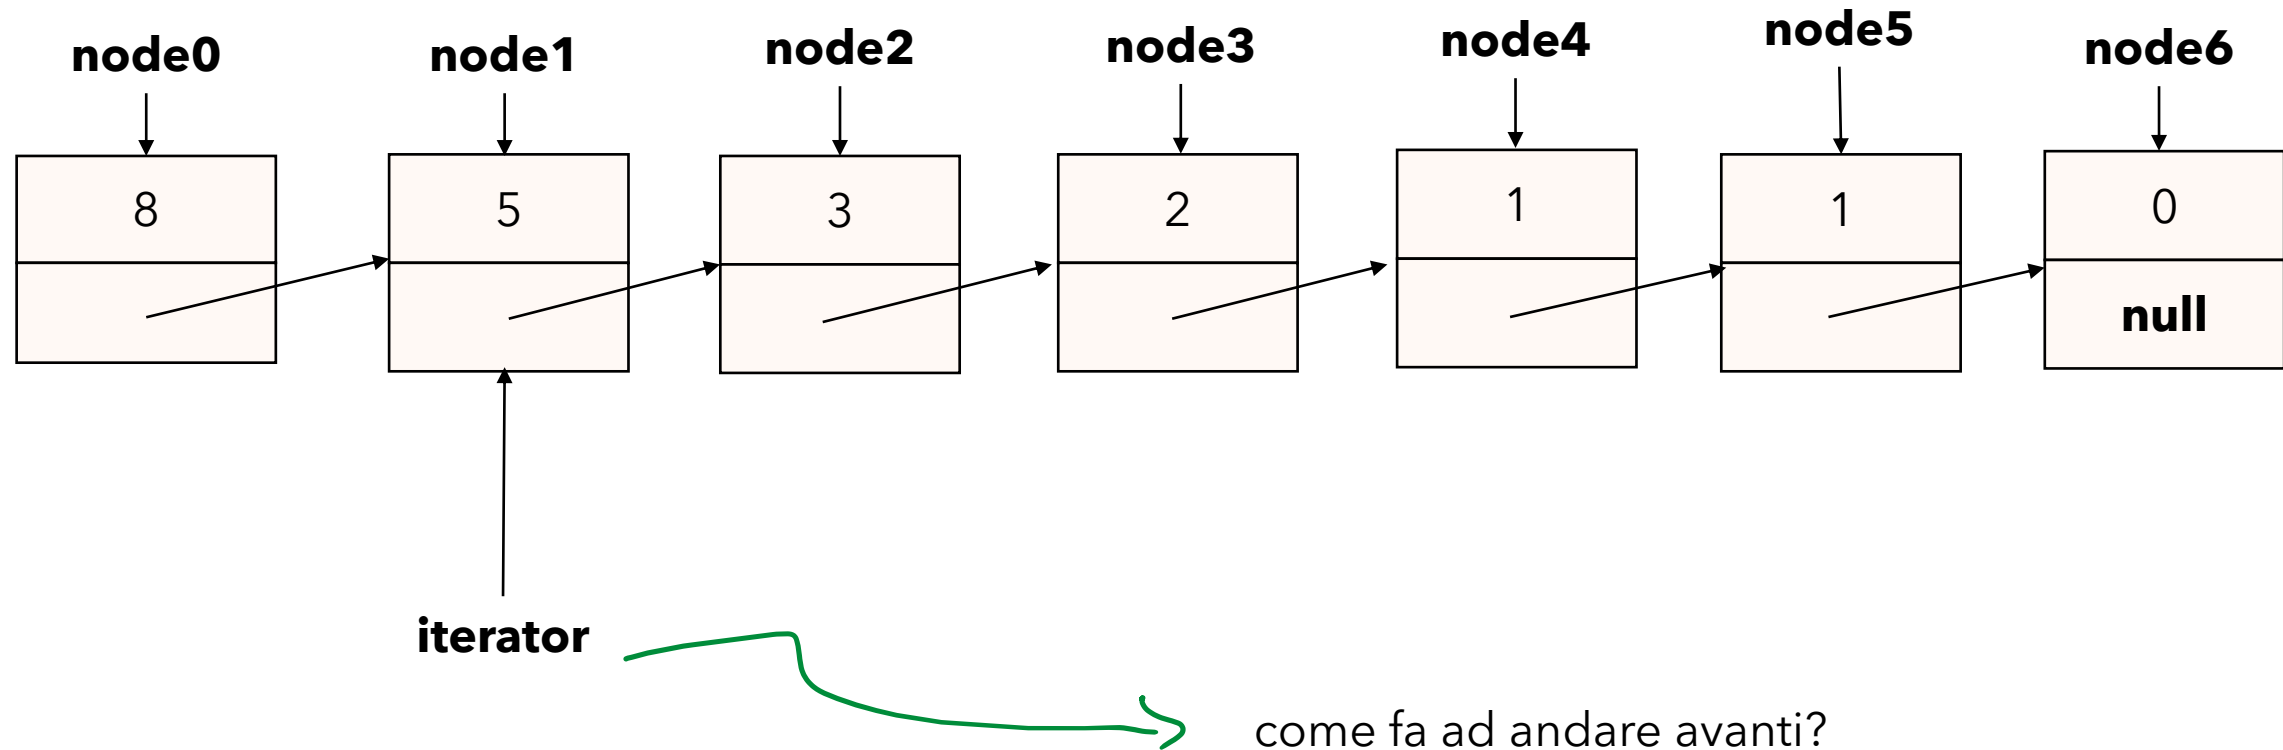 node0 node1 node2 node3 node4 node5 node6
8 5 3 2 1 1 0
null
iterator
come fa ad andare avanti?